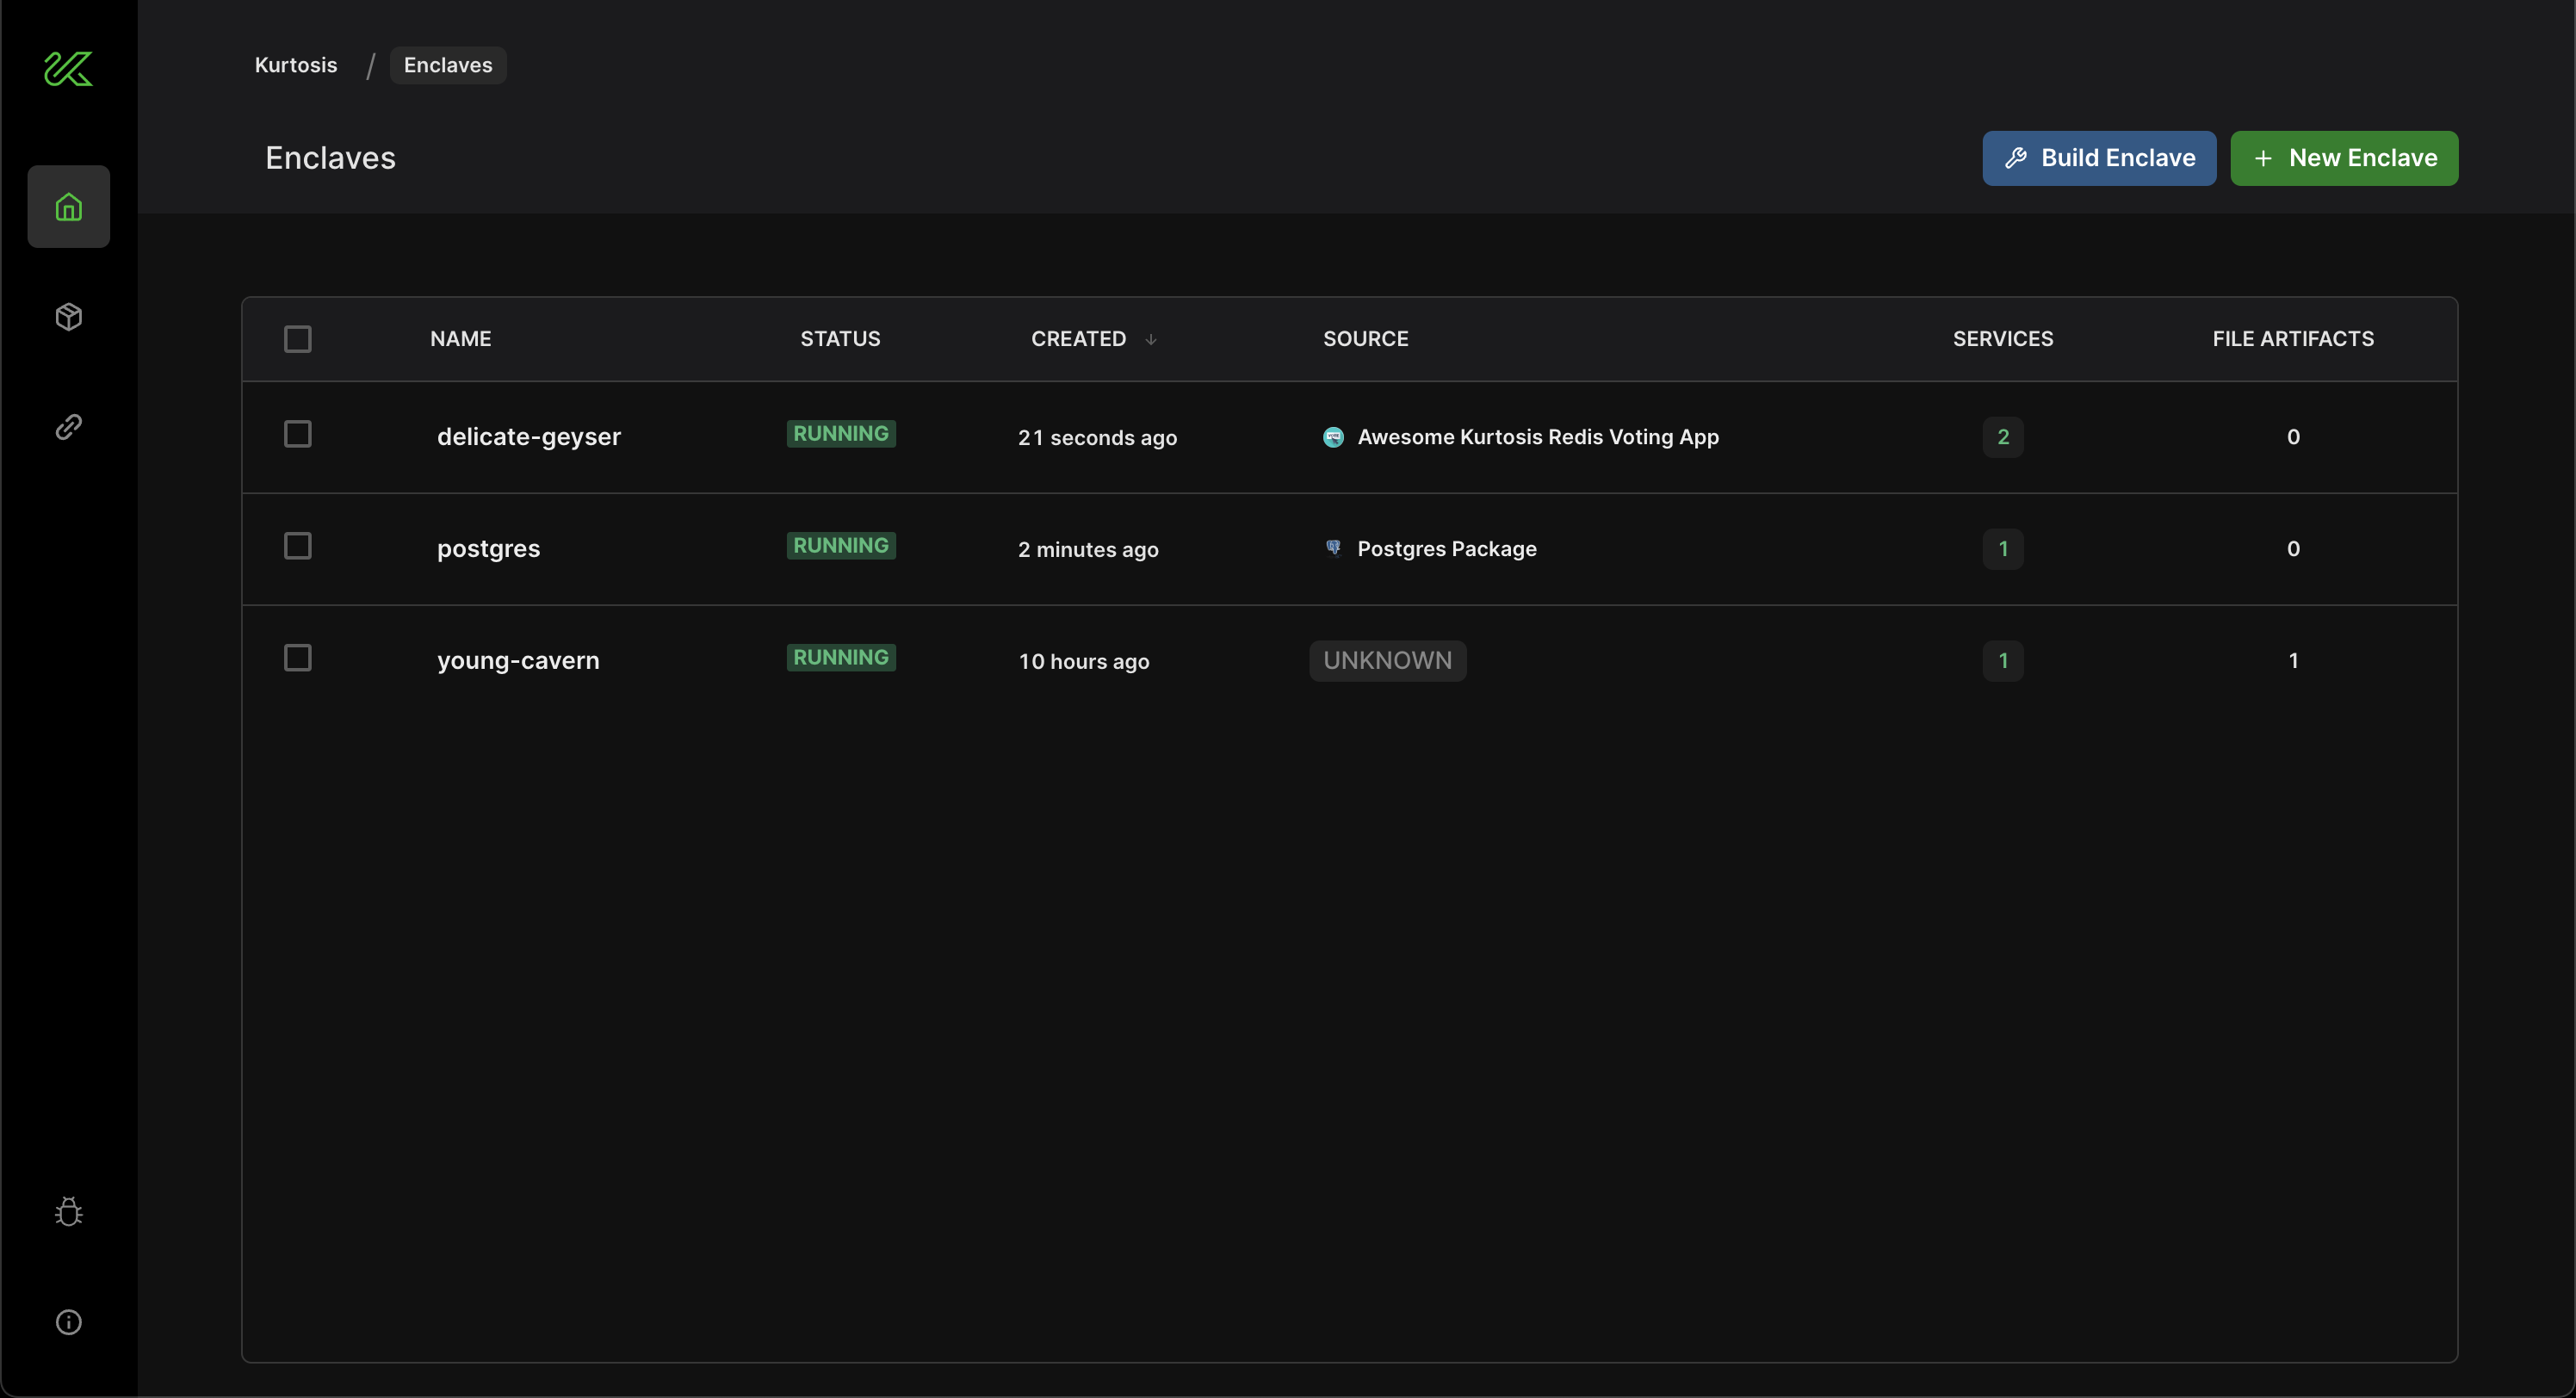 Kurtosis / Enclaves
Enclaves
Build Enclave
+ New Enclave
NAME STATUS CREATED ↓ SOURCE SERVICES FILE ARTIFACTS
delicate-geyser RUNNING 21 seconds ago Awesome Kurtosis Redis Voting App 2 0
postgres RUNNING 2 minutes ago Postgres Package 1 0
young-cavern RUNNING 10 hours ago UNKNOWN 1 1